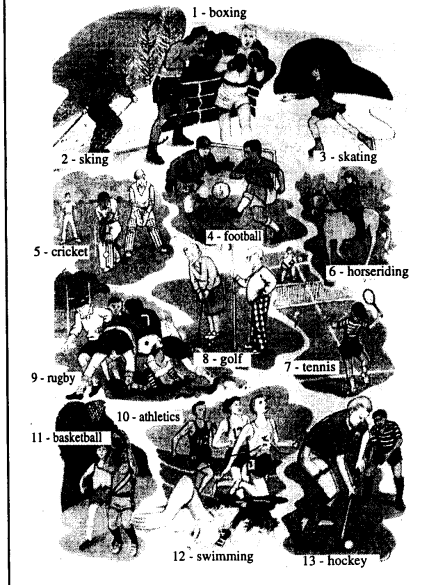 1 - boxing
2 - sking
3 - skating
4 - football
5 - cricket
6 - horseriding
8 - golf
7 - tennis
9 - rugby
10 - athletics
11 - basketball
12 - swimming
13 - hockey